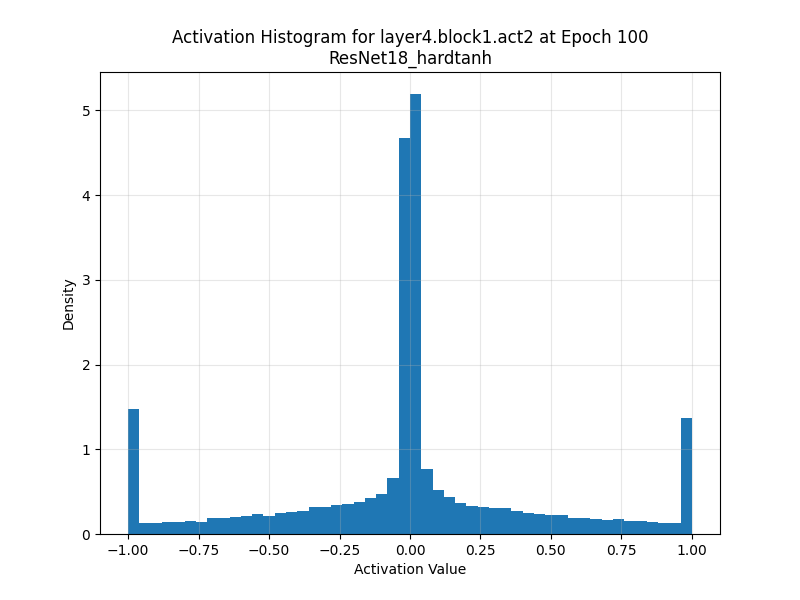 Activation Histogram for layer4.block1.act2 at Epoch 100
ResNet18_hardtanh
5
4
3
2
1
0
Density
−1.00 −0.75 −0.50 −0.25 0.00 0.25 0.50 0.75 1.00
Activation Value